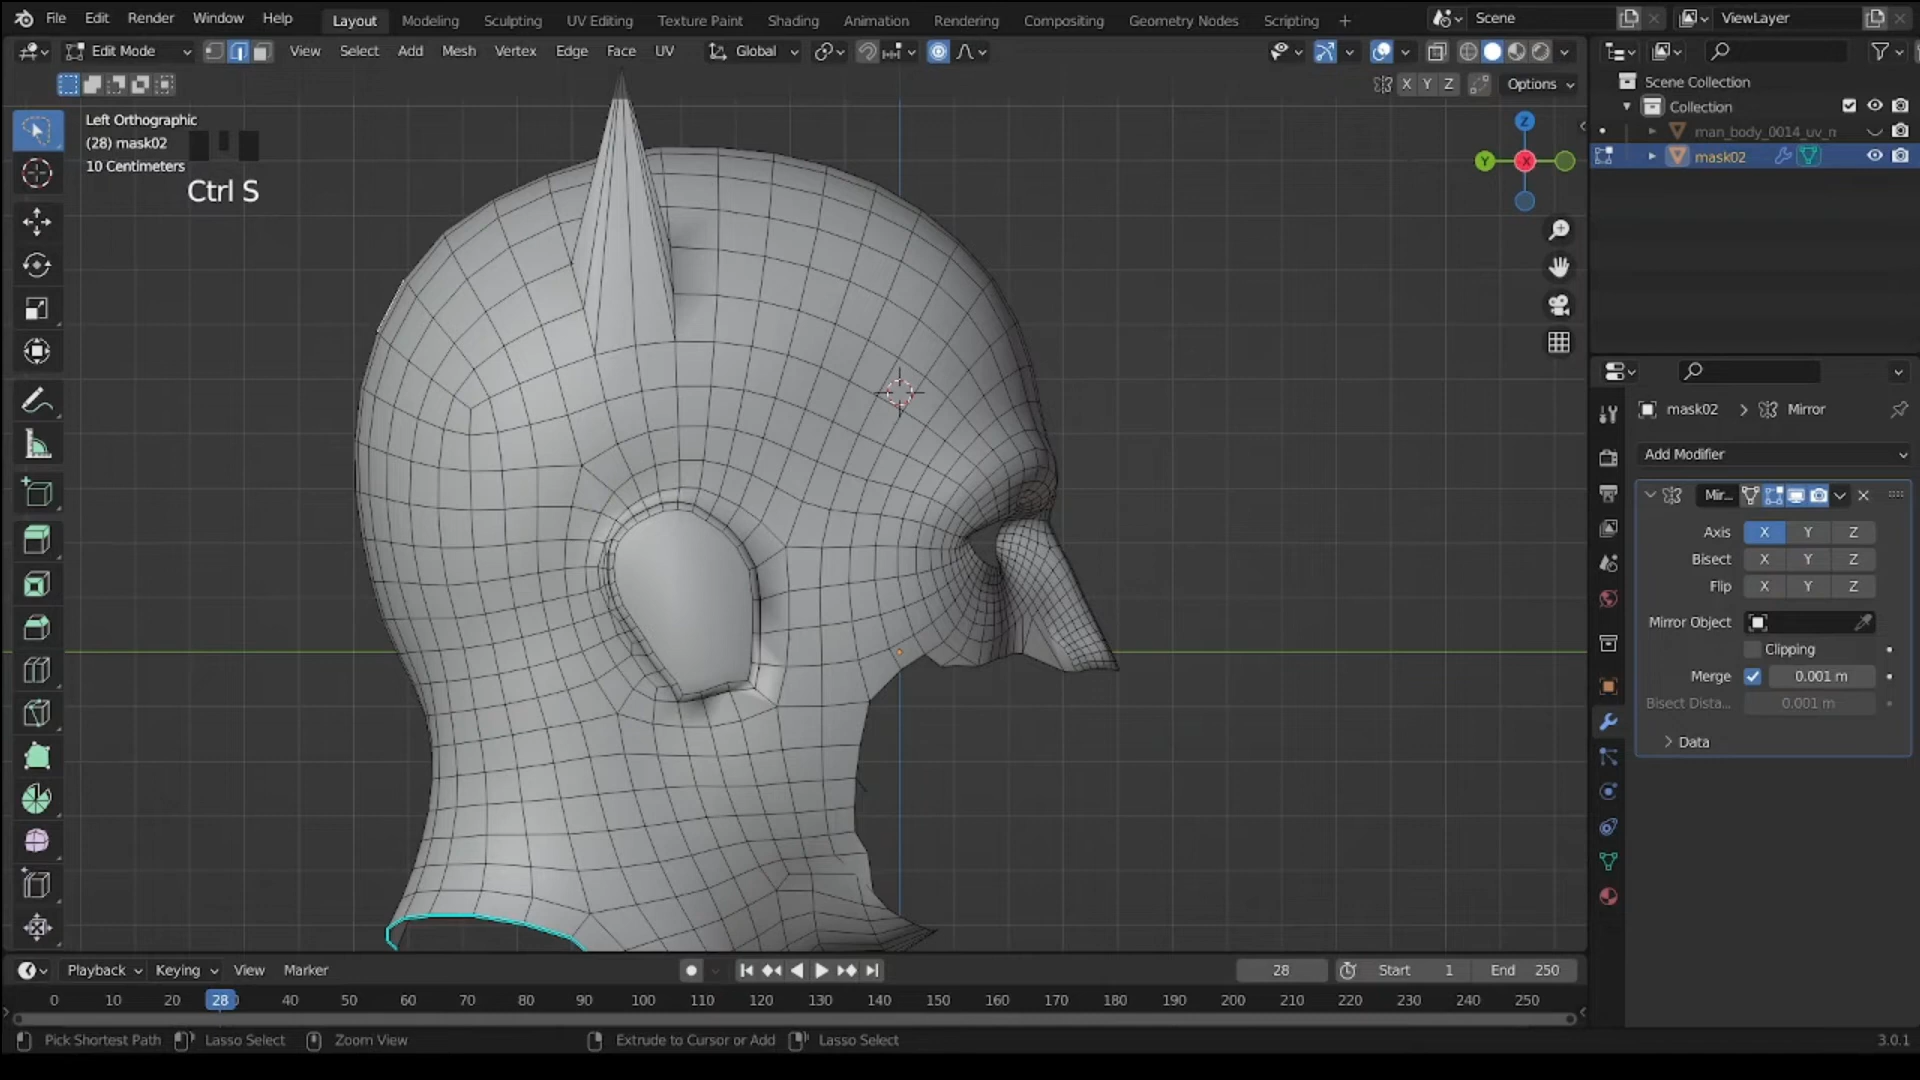 File Edit Render Window Help Layout Modeling Sculpting UV Editing Texture Paint Shading Animation Rendering Compositing Geometry Nodes Scripting + Scene ViewLayer
Edit Mode View Select Add Mesh Vertex Edge Face UV Global
X Y Z Options
Left Orthographic
(28) mask02
10 Centimeters
Ctrl S
Z
Y
X
Scene Collection
Collection
man_body_0014_uv_
mask02
mask02 > Mirror
Add Modifier
Mir...
Axis X Y Z
Bisect X Y Z
Flip X Y Z
Mirror Object
Clipping
Merge 0.001 m
Bisect Dista... 0.001 m
Data
Playback Keying View Marker 28 Start 1 End 250
0 10 20 28 40 50 60 70 80 90 100 110 120 130 140 150 160 170 180 190 200 210 220 230 240 250
Pick Shortest Path Lasso Select Zoom View Extrude to Cursor or Add Lasso Select 3.0.1